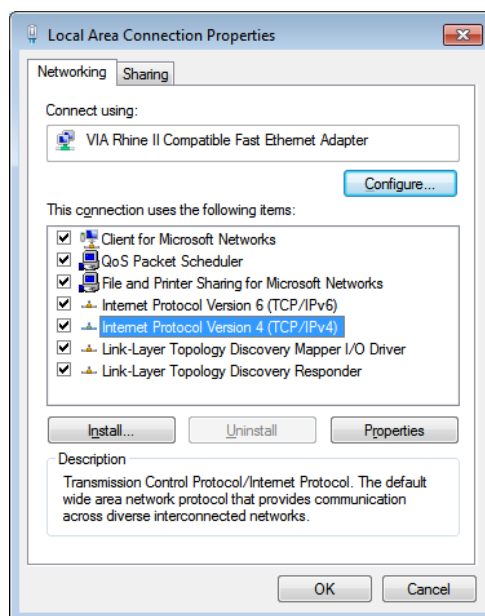 Local Area Connection Properties
Networking
Sharing
Connect using:
VIA Rhine II Compatible Fast Ethernet Adapter
Configure...
This connection uses the following items:
Client for Microsoft Networks
QoS Packet Scheduler
File and Printer Sharing for Microsoft Networks
Internet Protocol Version 6 (TCP/IPv6)
Internet Protocol Version 4 (TCP/IPv4)
Link-Layer Topology Discovery Mapper I/O Driver
Link-Layer Topology Discovery Responder
Install...
Uninstall
Properties
Description
Transmission Control Protocol/Internet Protocol. The default
wide area network protocol that provides communication
across diverse interconnected networks.
OK
Cancel